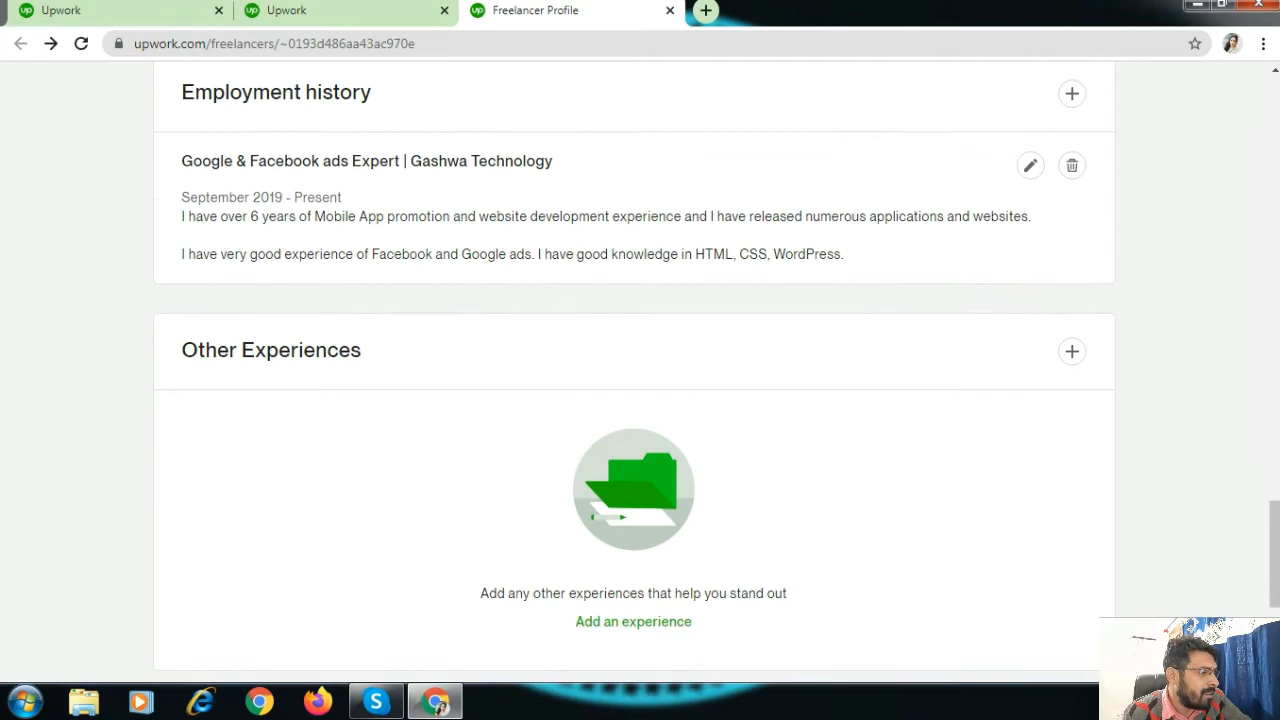 Upwork
Upwork
Freelancer Profile
upwork.com/freelancers/~0193d486aa43ac970e
Employment history
Google & Facebook ads Expert | Gashwa Technology
September 2019 - Present
I have over 6 years of Mobile App promotion and website development experience and I have released numerous applications and websites.
I have very good experience of Facebook and Google ads. I have good knowledge in HTML, CSS, WordPress.
Other Experiences
Add any other experiences that help you stand out
Add an experience